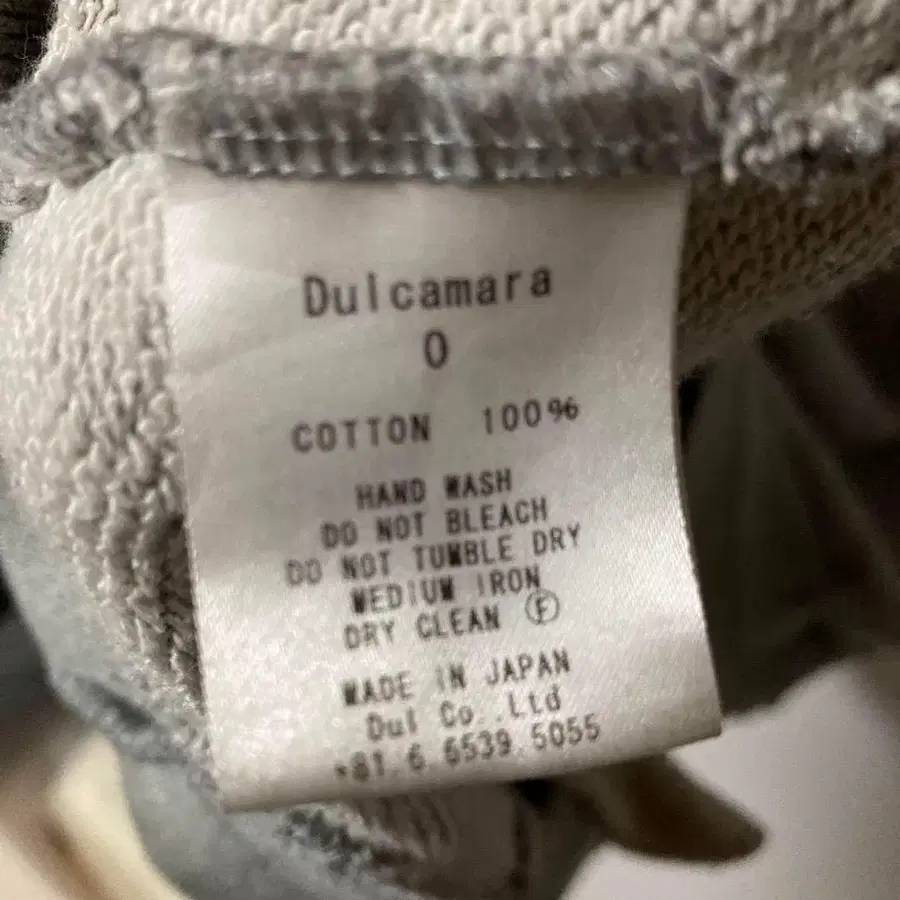 Dulcamara
0
COTTON 100%
HAND WASH
DO NOT BLEACH
DO NOT TUMBLE DRY
MEDIUM IRON
DRY CLEAN Ⓕ
MADE IN JAPAN
Dul Co.,Ltd
+81.6.6539.5055